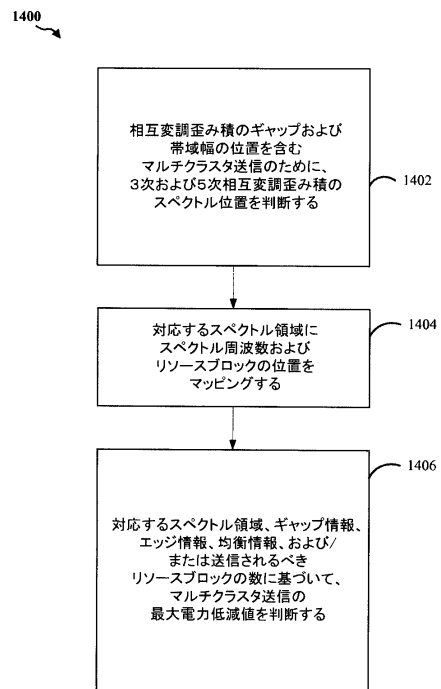 1400
相互変調歪み積のギャップおよび
帯域幅の位置を含む
マルチクラスタ送信のために、
3次および5次相互変調歪み積の
スペクトル位置を判断する
1402
対応するスペクトル領域に
スペクトル周波数および
リソースブロックの位置を
マッピングする
1404
対応するスペクトル領域、ギャップ情報、
エッジ情報、均衡情報、および/
または送信されるべき
リソースブロックの数に基づいて、
マルチクラスタ送信の
最大電力低減値を判断する
1406